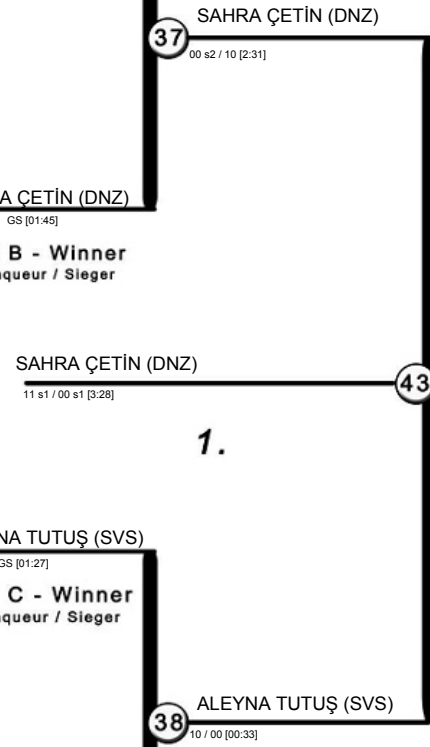 SAHRA ÇETİN (DNZ)
37
00 s2 / 10 [2:31]
A ÇETİN (DNZ)
GS [01:45]
B - Winner
nqueur / Sieger
SAHRA ÇETİN (DNZ)
43
11 s1 / 00 s1 [3:28]
1.
NA TUTUŞ (SVS)
GS [01:27]
C - Winner
nqueur / Sieger
ALEYNA TUTUŞ (SVS)
38
10 / 00 [00:33]